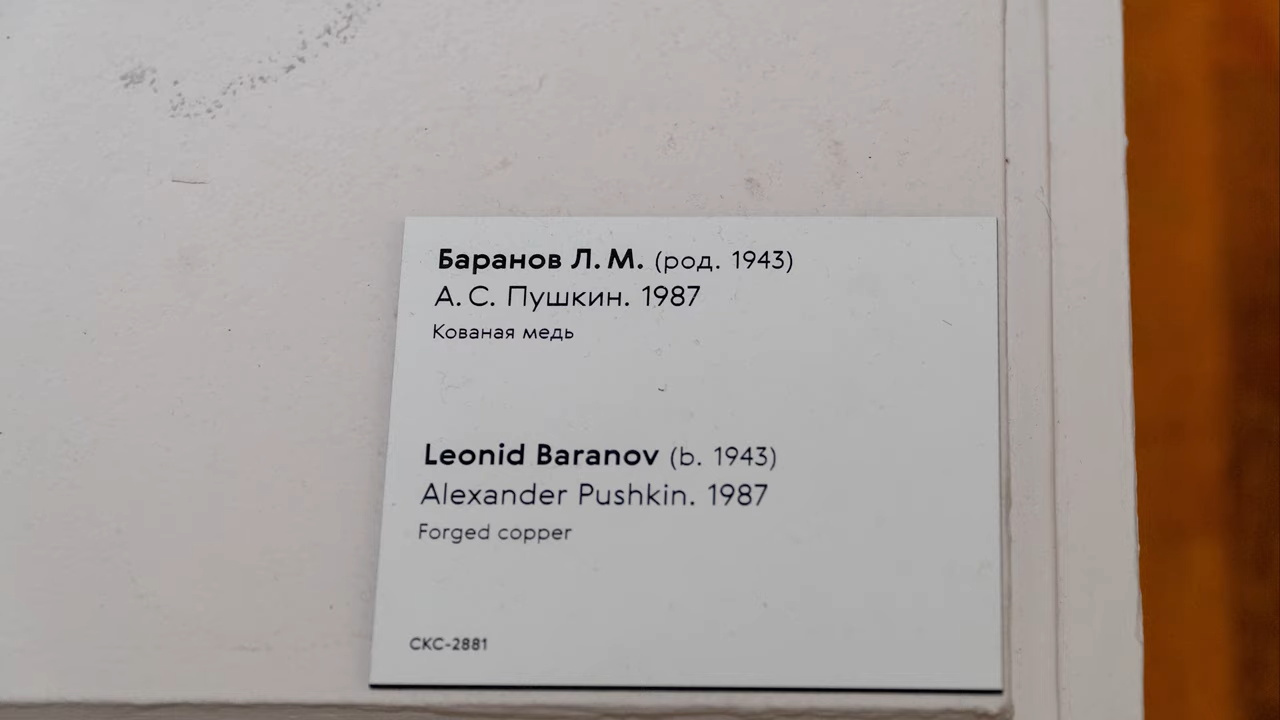 Баранов Л. М. (род. 1943)
А. С. Пушкин. 1987
Кованая медь
Leonid Baranov (b. 1943)
Alexander Pushkin. 1987
Forged copper
СКС-2881